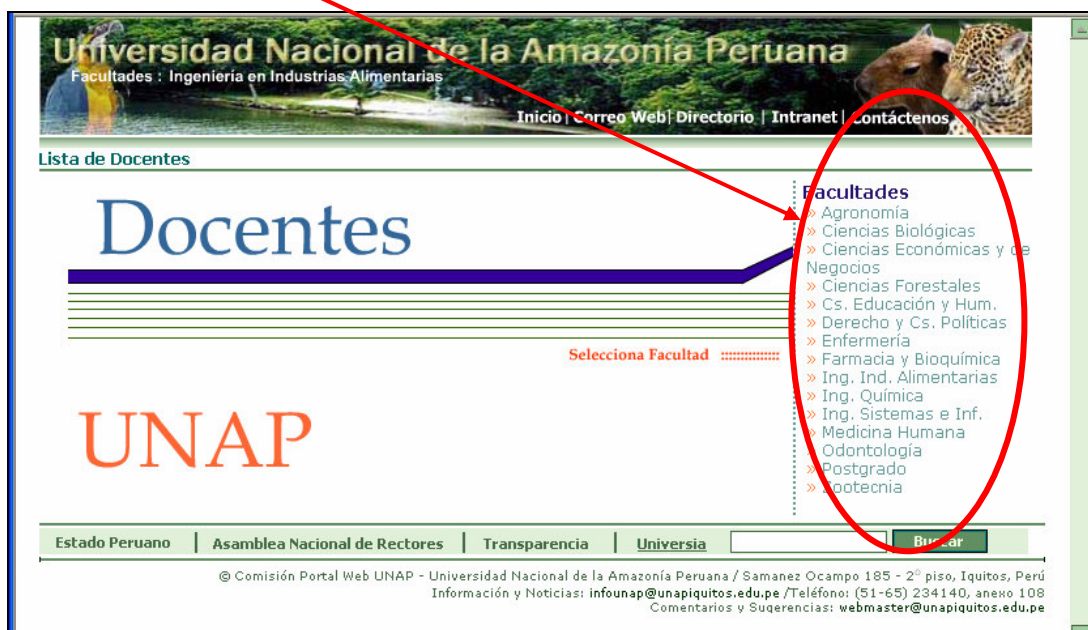 Universidad Nacional de la Amazonía Peruana
Facultades : Ingeniería en Industrias Alimentarias
Inicio | Correo Web| Directorio | Intranet | Contáctenos
Lista de Docentes
Docentes
Selecciona Facultad ::::::::::::::
UNAP
Facultades
» Agronomía
» Ciencias Biológicas
» Ciencias Económicas y de
Negocios
» Ciencias Forestales
» Cs. Educación y Hum.
» Derecho y Cs. Políticas
» Enfermería
» Farmacia y Bioquímica
» Ing. Ind. Alimentarias
» Ing. Química
» Ing. Sistemas e Inf.
» Medicina Humana
» Odontología
» Postgrado
» Zootecnia
Estado Peruano | Asamblea Nacional de Rectores | Transparencia | Universia Buscar
© Comisión Portal Web UNAP - Universidad Nacional de la Amazonía Peruana / Samanez Ocampo 185 - 2º piso, Iquitos, Perú
Información y Noticias: infounap@unapiquitos.edu.pe /Teléfono: (51-65) 234140, anexo 108
Comentarios y Sugerencias: webmaster@unapiquitos.edu.pe